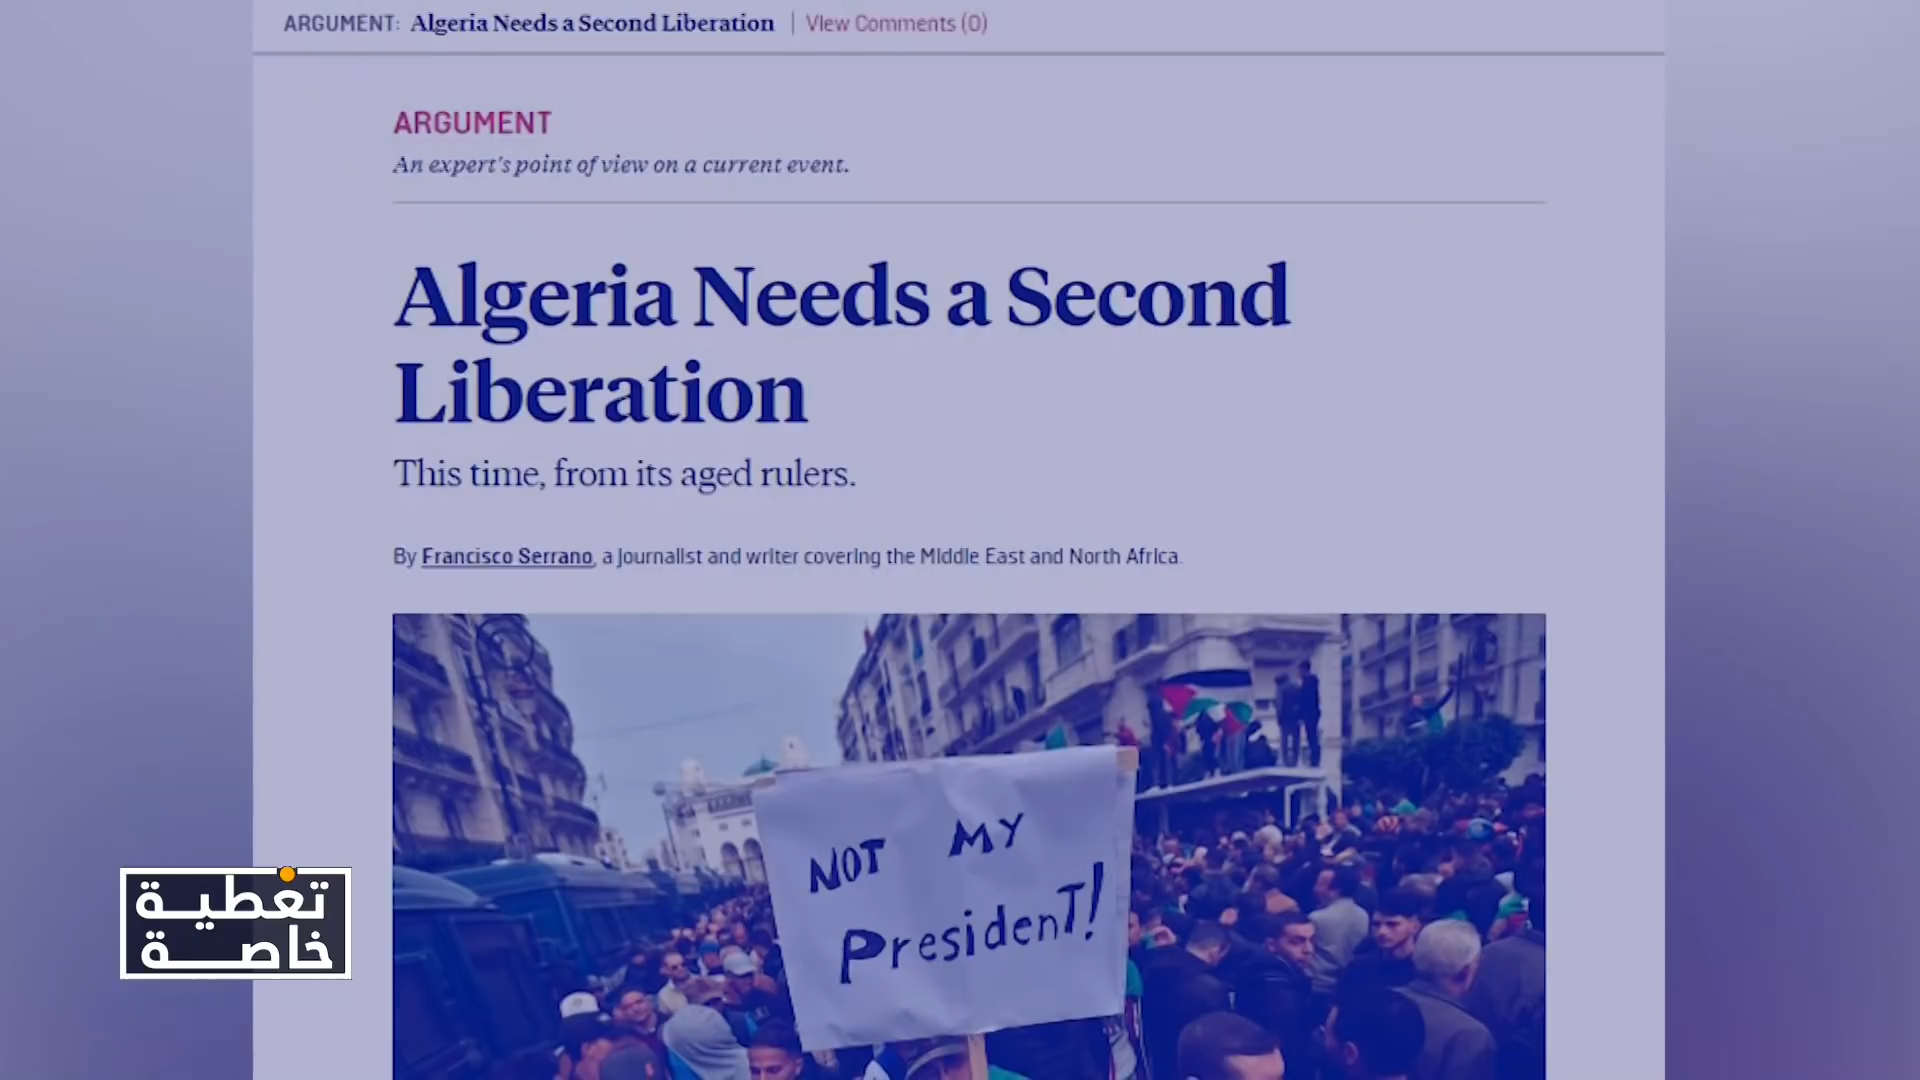 ARGUMENT: Algeria Needs a Second Liberation | View Comments (0)
ARGUMENT
An expert's point of view on a current event.
Algeria Needs a Second
Liberation
This time, from its aged rulers.
By Francisco Serrano, a journalist and writer covering the Middle East and North Africa.
NOT MY
President!
تغطية
خاصة